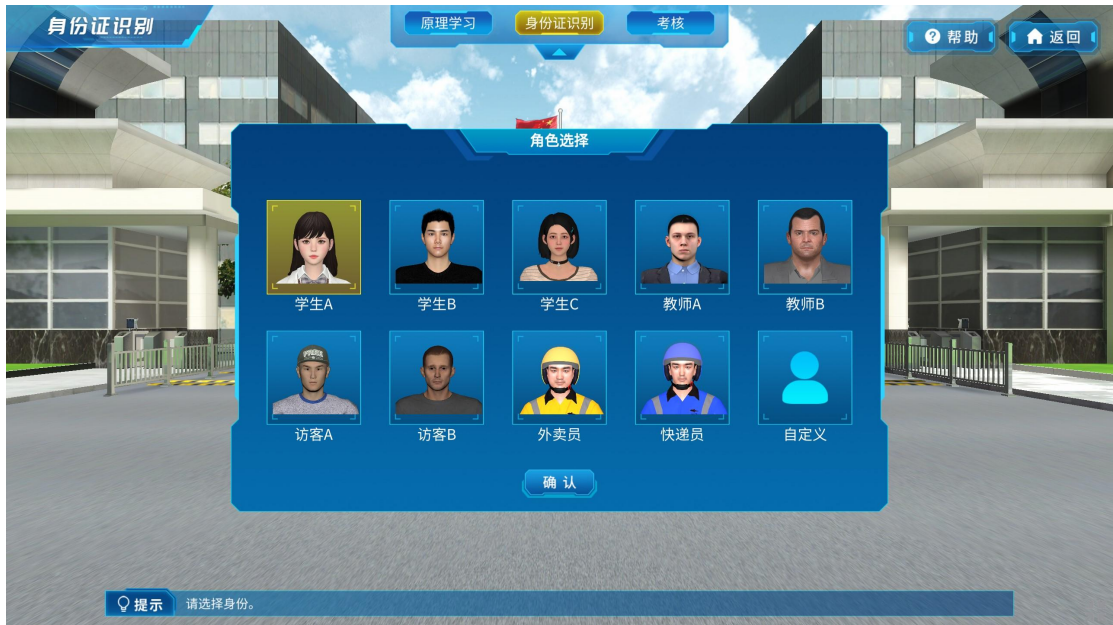 身份证识别
原理学习
身份证识别
考核
帮助
返回
角色选择
学生A
学生B
学生C
教师A
教师B
访客A
访客B
外卖员
快递员
自定义
确认
提示
请选择身份。